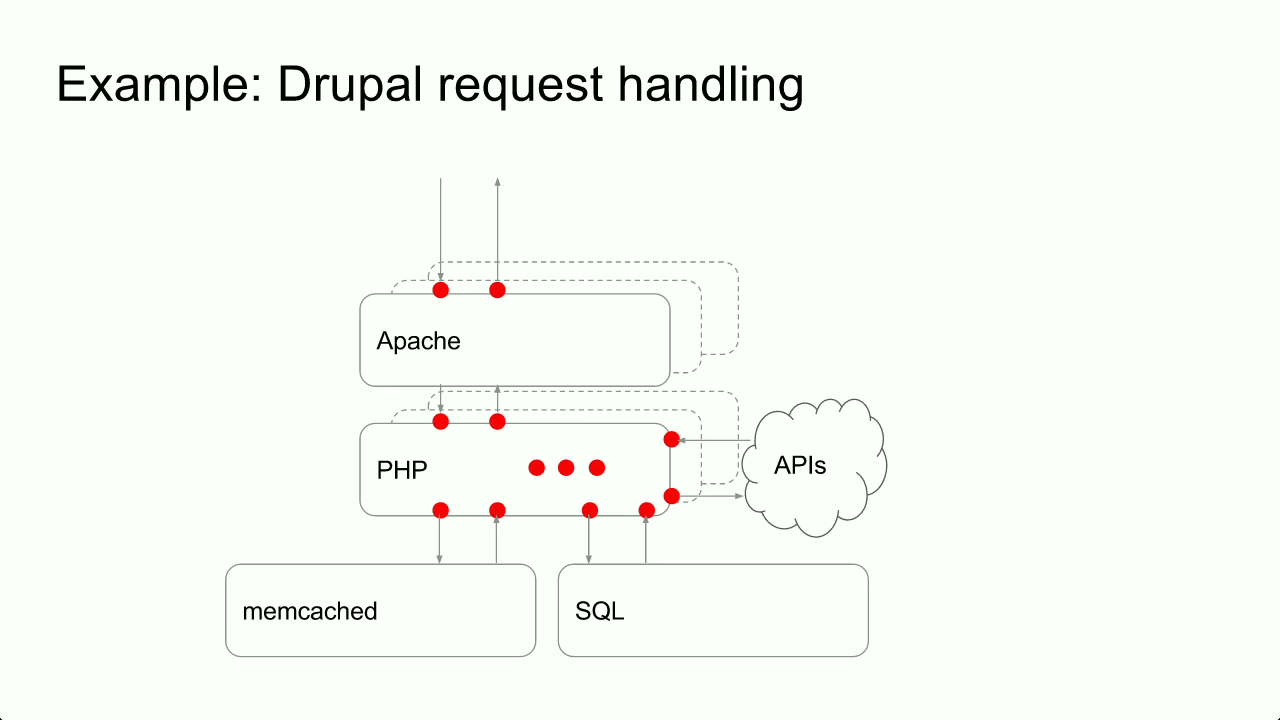 Example: Drupal request handling
Apache
PHP
APIs
memcached
SQL